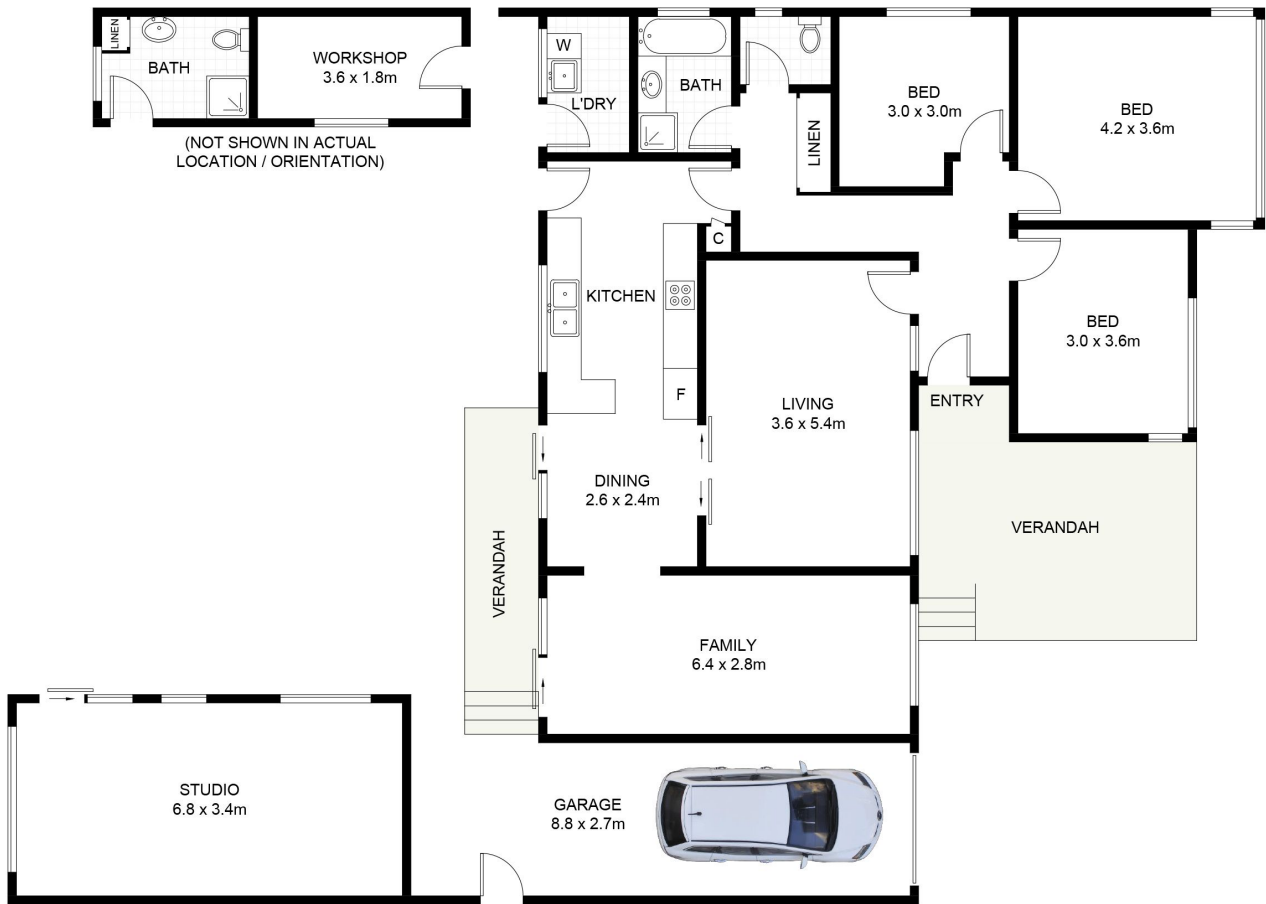 LINEN
BATH
WORKSHOP
3.6 x 1.8m
(NOT SHOWN IN ACTUAL
LOCATION / ORIENTATION)
W
L'DRY
BATH
LINEN
BED
3.0 x 3.0m
BED
4.2 x 3.6m
C
KITCHEN
F
BED
3.0 x 3.6m
LIVING
3.6 x 5.4m
ENTRY
DINING
2.6 x 2.4m
VERANDAH
VERANDAH
FAMILY
6.4 x 2.8m
STUDIO
6.8 x 3.4m
GARAGE
8.8 x 2.7m